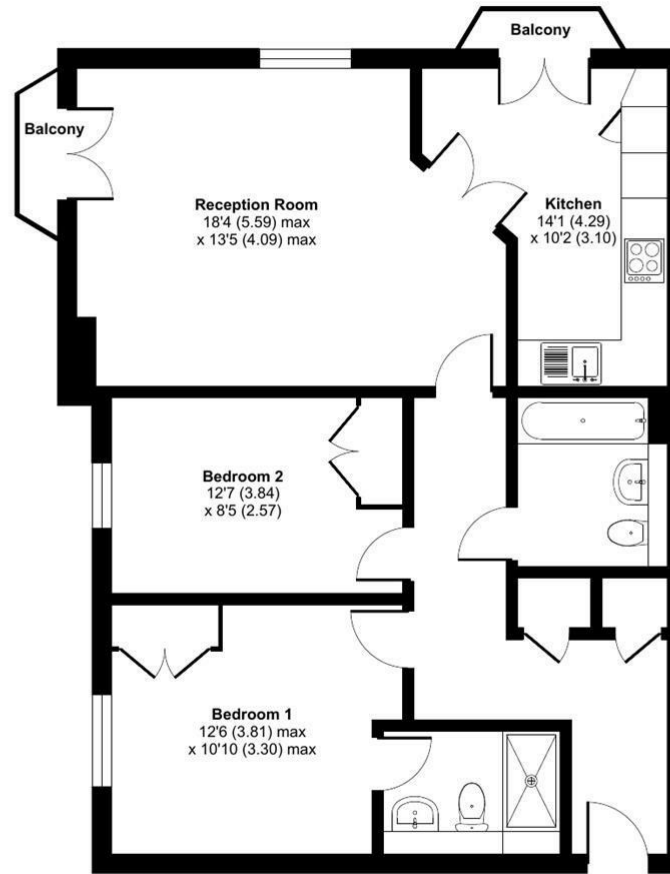 Balcony
Balcony
Reception Room
18'4 (5.59) max
x 13'5 (4.09) max
Kitchen
14'1 (4.29)
x 10'2 (3.10)
Bedroom 2
12'7 (3.84)
x 8'5 (2.57)
Bedroom 1
12'6 (3.81) max
x 10'10 (3.30) max